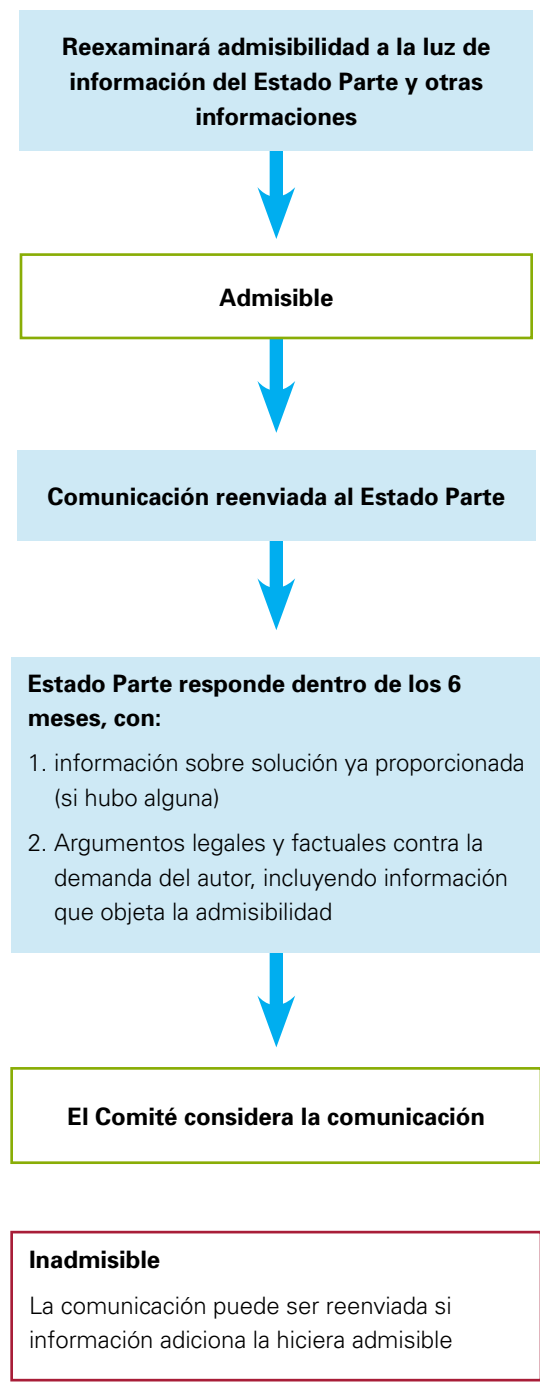 Reexaminará admisibilidad a la luz de
información del Estado Parte y otras
informaciones
Admisible
Comunicación reenviada al Estado Parte
Estado Parte responde dentro de los 6
meses, con:
1. información sobre solución ya proporcionada
(si hubo alguna)
2. Argumentos legales y factuales contra la
demanda del autor, incluyendo información
que objeta la admisibilidad
El Comité considera la comunicación
Inadmisible
La comunicación puede ser reenviada si
información adiciona la hiciera admisible